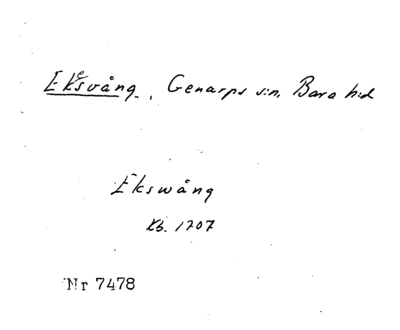 Eksvång, Genarps s:n, Bara hd
Ekswång
Kb. 1707
Nr 7478